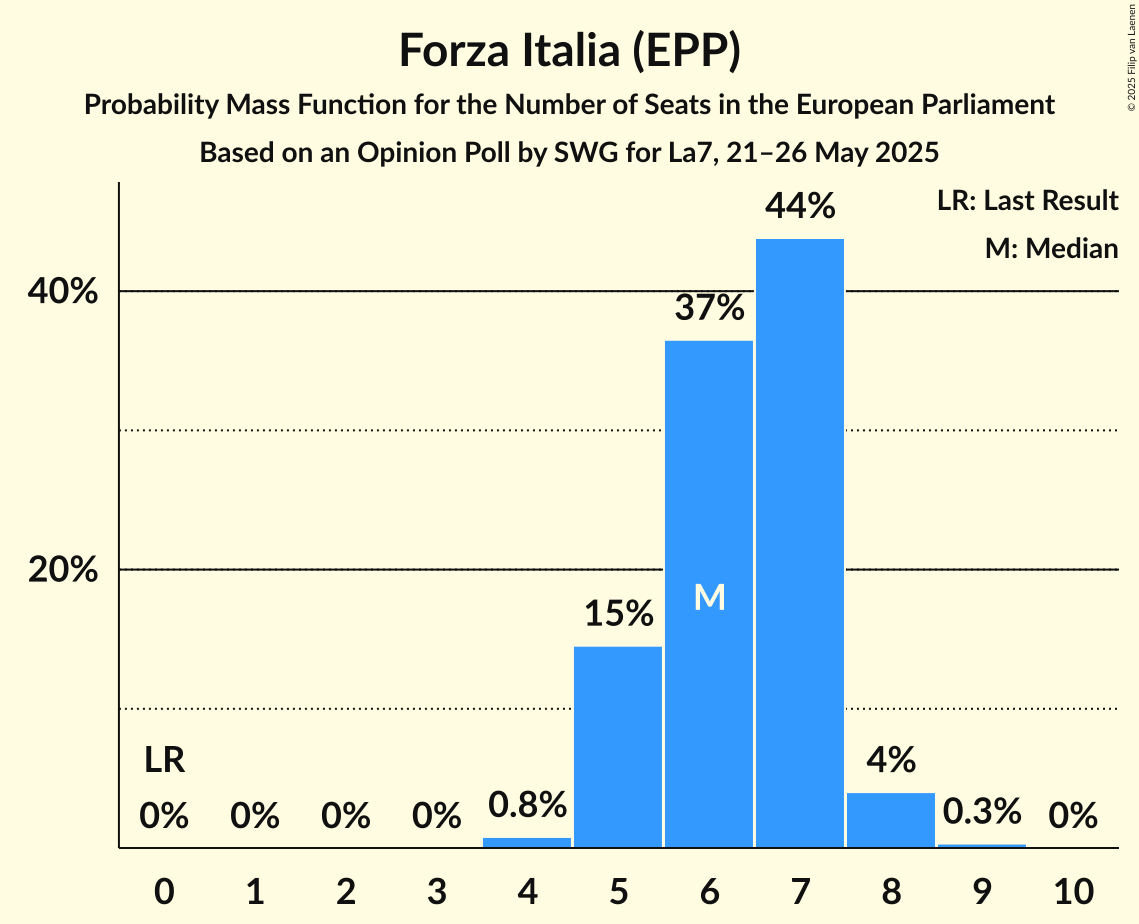 Forza Italia (EPP)
Probability Mass Function for the Number of Seats in the European Parliament
Based on an Opinion Poll by SWG for La7, 21–26 May 2025
© 2025 Filip van Laenen
LR: Last Result
M: Median
40%
20%
LR
0%
0%
0%
0%
0.8%
15%
37%
M
44%
4%
0.3%
0%
0 1 2 3 4 5 6 7 8 9 10